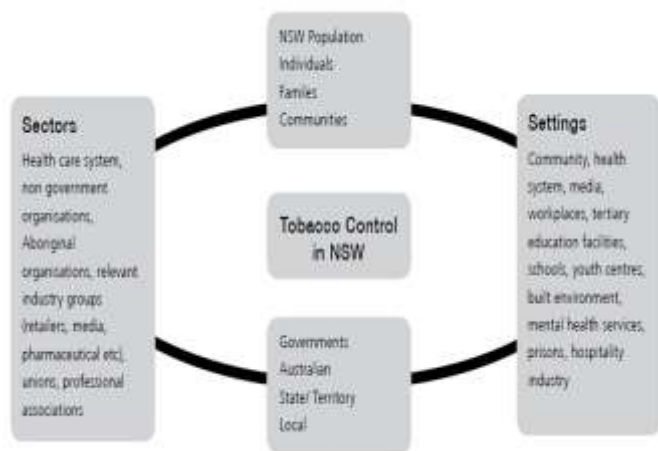 NSW Population
Individuals
Familes
Communities
Sectors
Health care system,
non government
organisations,
Aboriginal
organisations, relevant
industry groups
(retailers, media,
pharmaceutical etc),
unions, professional
associations
Tobacco Control
in NSW
Settings
Community, health
system, media,
workplaces, tertiary
education facilities,
schools, youth centres,
built environment,
mental health services,
prisons, hospitality
industry
Governments
Australian
State/ Territory
Local